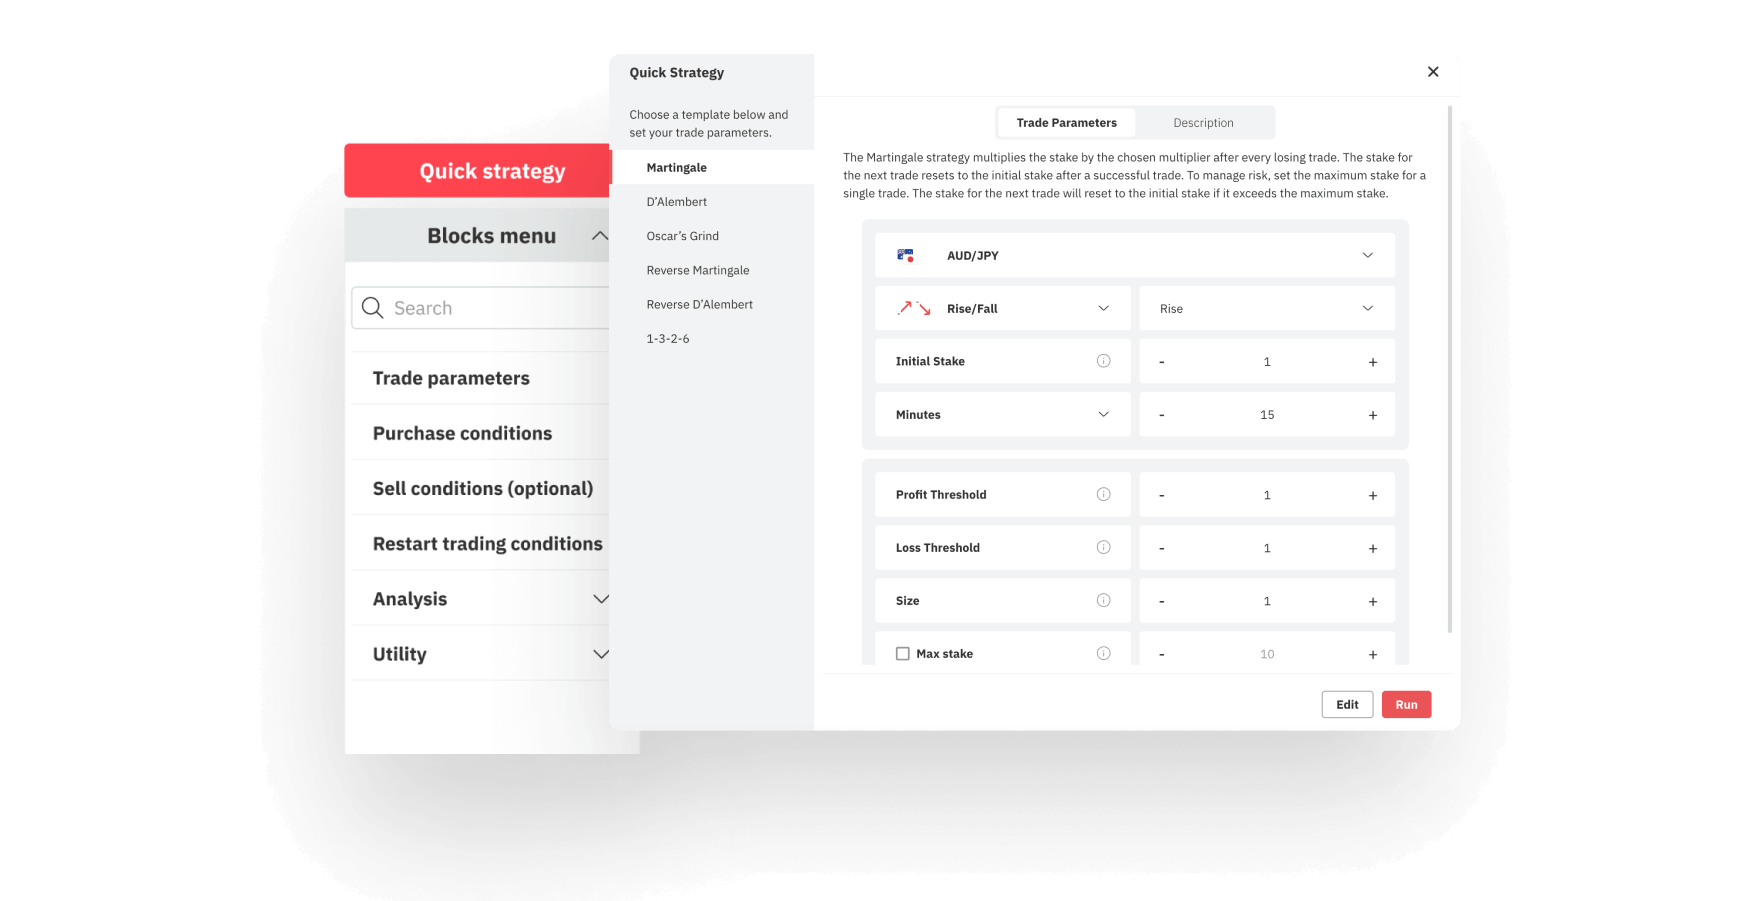 Quick strategy
Blocks menu
Search
Trade parameters
Purchase conditions
Sell conditions (optional)
Restart trading conditions
Analysis
Utility
Quick Strategy
Choose a template below and
set your trade parameters.
Martingale
D’Alembert
Oscar’s Grind
Reverse Martingale
Reverse D’Alembert
1-3-2-6
Trade Parameters Description
The Martingale strategy multiplies the stake by the chosen multiplier after every losing trade. The stake for
the next trade resets to the initial stake after a successful trade. To manage risk, set the maximum stake for a
single trade. The stake for the next trade will reset to the initial stake if it exceeds the maximum stake.
AUD/JPY
Rise/Fall Rise
Initial Stake - 1 +
Minutes - 15 +
Profit Threshold - 1 +
Loss Threshold - 1 +
Size - 1 +
Max stake - 10 +
Edit Run